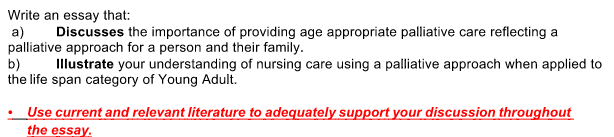 Write an essay that:
a) Discusses the importance of providing age appropriate palliative care reflecting a
palliative approach for a person and their family.
b) Illustrate your understanding of nursing care using a palliative approach when applied to
the life span category of Young Adult.
• Use current and relevant literature to adequately support your discussion throughout
the essay.